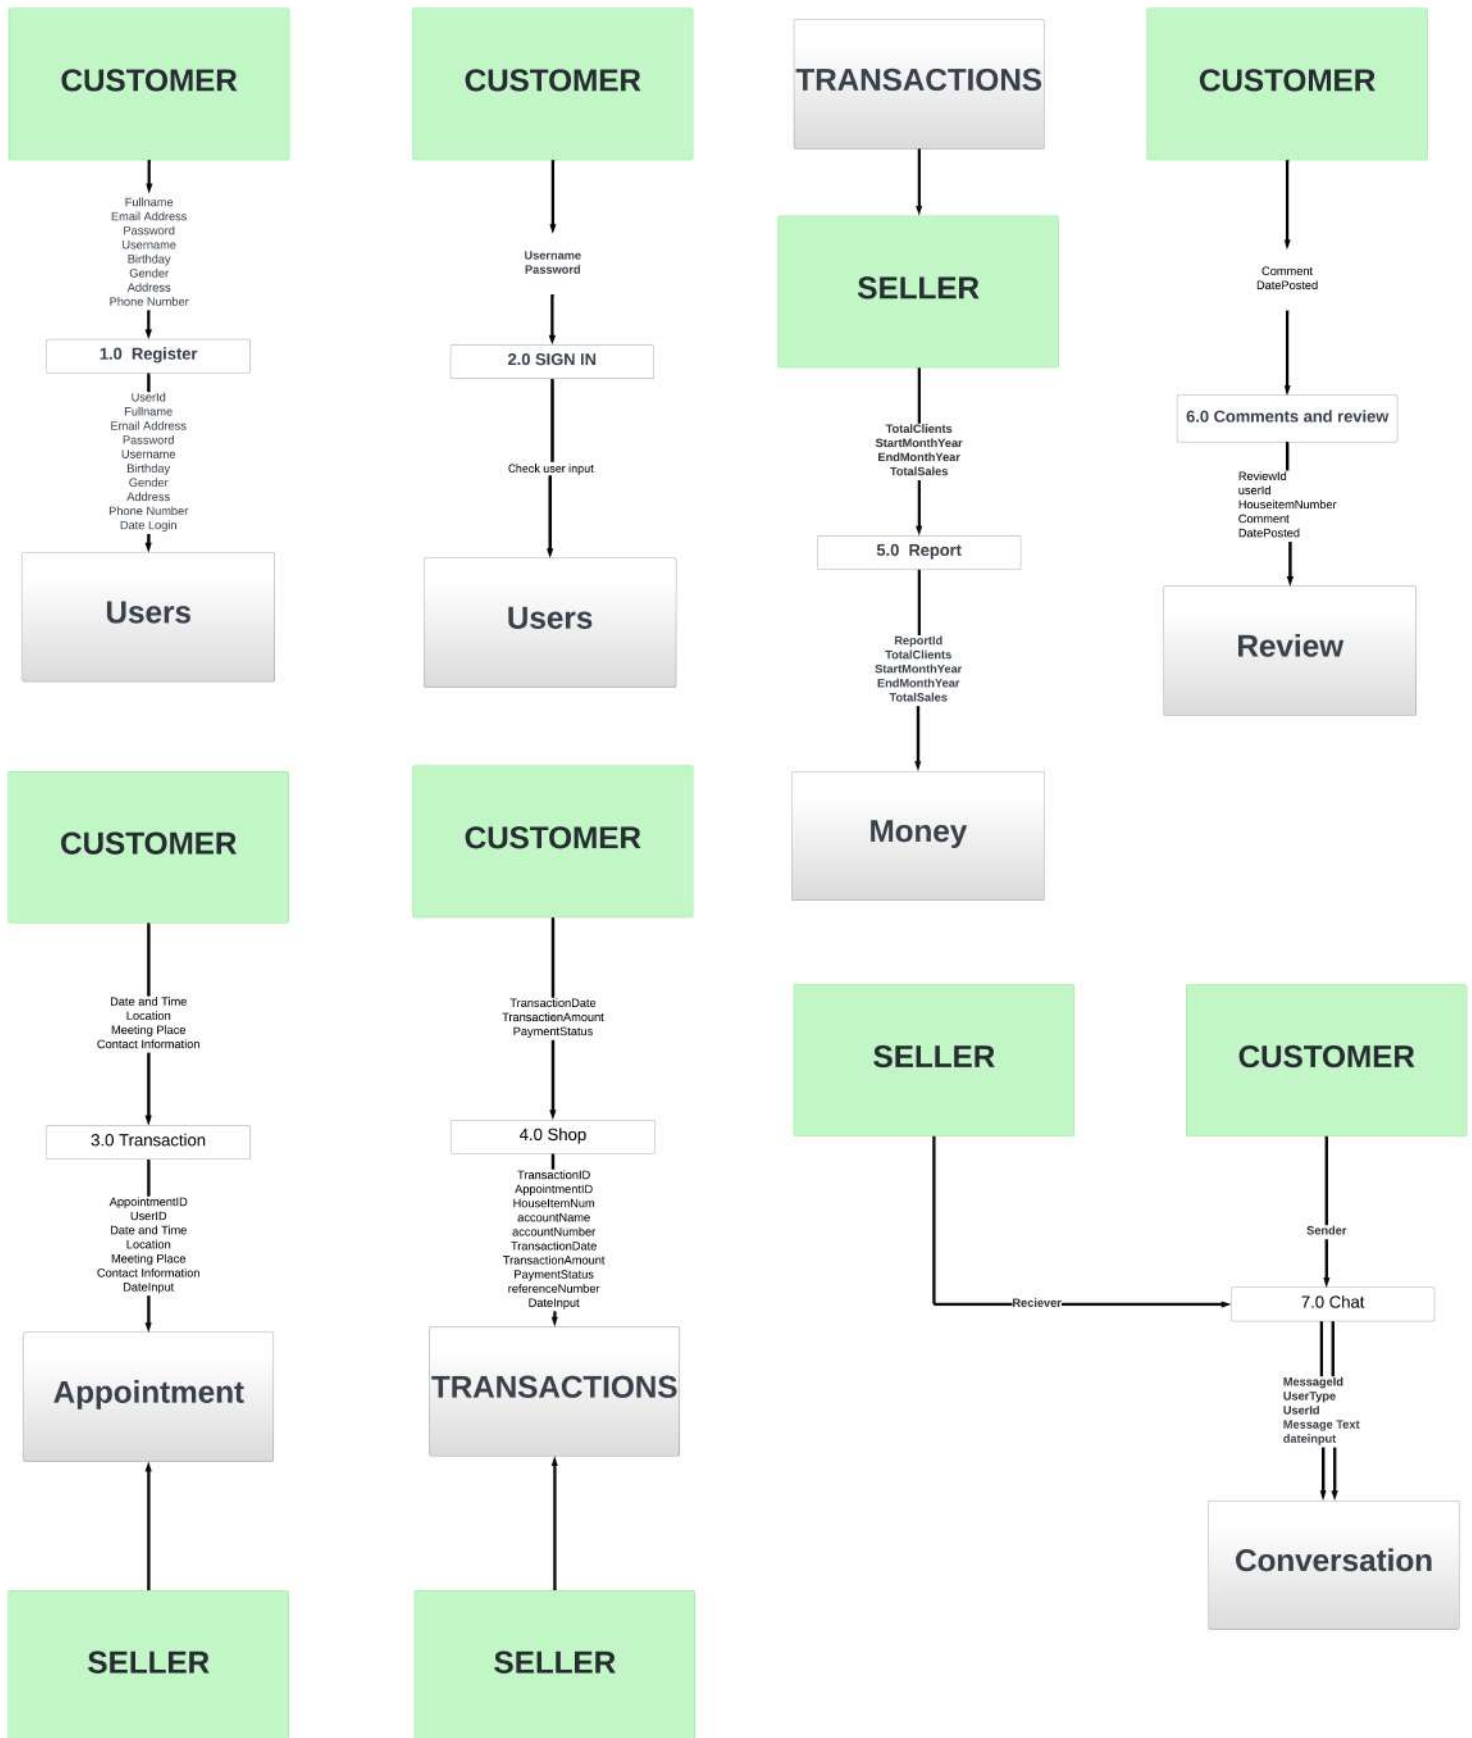 CUSTOMER
Fullname
Email Address
Password
Username
Birthday
Gender
Address
Phone Number
1.0 Register
UserId
Fullname
Email Address
Password
Username
Birthday
Gender
Address
Phone Number
Date Login
Users
CUSTOMER
Username
Password
2.0 SIGN IN
Check user input
Users
TRANSACTIONS
SELLER
TotalClients
StartMonthYear
EndMonthYear
TotalSales
5.0 Report
ReportId
TotalClients
StartMonthYear
EndMonthYear
TotalSales
Money
CUSTOMER
Comment
DatePosted
6.0 Comments and review
ReviewId
userId
HouseitemNumber
Comment
DatePosted
Review
CUSTOMER
Date and Time
Location
Meeting Place
Contact Information
3.0 Transaction
AppointmentID
UserID
Date and Time
Location
Meeting Place
Contact Information
DateInput
Appointment
SELLER
CUSTOMER
TransactionDate
TransactionAmount
PaymentStatus
4.0 Shop
TransactionID
AppointmentID
HouseItemNum
accountName
accountNumber
TransactionDate
TransactionAmount
PaymentStatus
referenceNumber
DateInput
TRANSACTIONS
SELLER
SELLER
Reciever
CUSTOMER
Sender
7.0 Chat
MessageId
UserType
UserId
Message Text
dateinput
Conversation